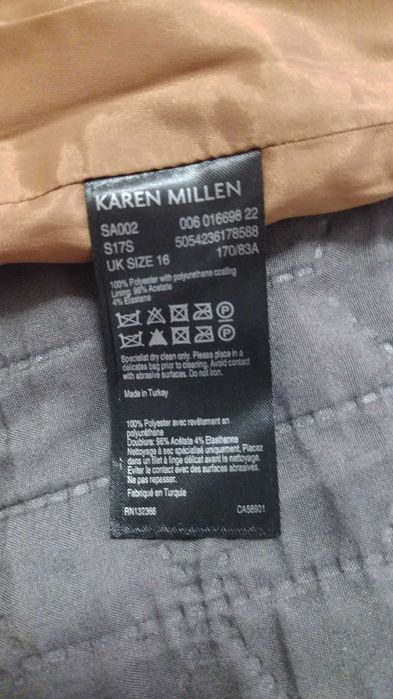 KAREN MILLEN
SA002 006 016698 22
S17S 5054236178588
UK SIZE 16 170/83A
100% Polyester with polyurethane coating
Lining: 96% Acetate
4% Elastane
Specialist dry clean only. Please place in a
delicates bag prior to cleaning. Avoid contact
with abrasive surfaces. Do not iron.
Made in Turkey
100% Polyester avec revêtement en
polyuréthane
Doublure: 96% Acétate 4% Élasthanne
Nettoyage à sec spécialisé uniquement. Placez
dans un filet à linge délicat avant le nettoyage.
Eviter le contact avec des surfaces abrasives.
Ne pas repasser.
Fabriqué en Turquie
RN132366 CA58901